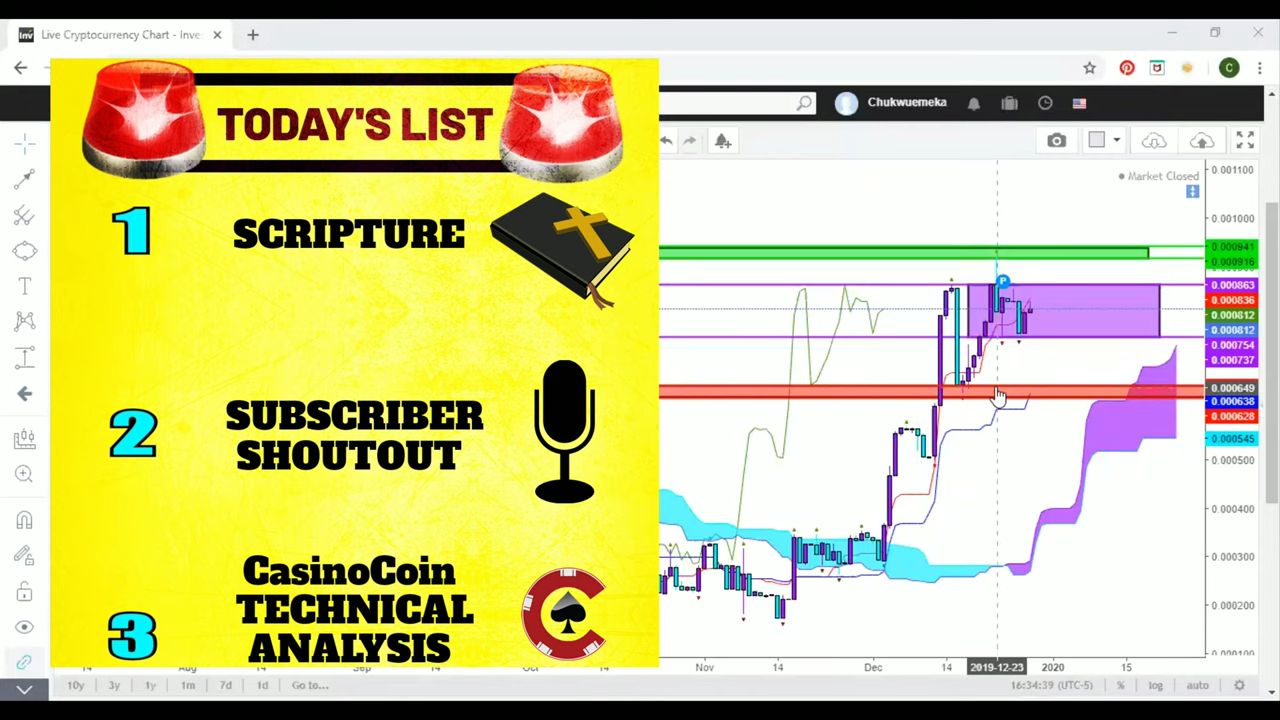 Live Cryptocurrency Chart - Inve
C
TODAY'S LIST
1
SCRIPTURE
2
SUBSCRIBER
SHOUTOUT
3
CasinoCoin
TECHNICAL
ANALYSIS
Chukwuemeka
Market Closed
P
0.001100
0.001000
0.000941
0.000916
0.000863
0.000836
0.000812
0.000812
0.000754
0.000737
0.000649
0.000638
0.000628
0.000545
0.000500
0.000400
0.000300
0.000200
Nov
14
Dec
14
2019-12-23
2020
15
10y
3y
1y
1m
7d
1d
Go to...
16:34:39 (UTC-5)
%
log
auto